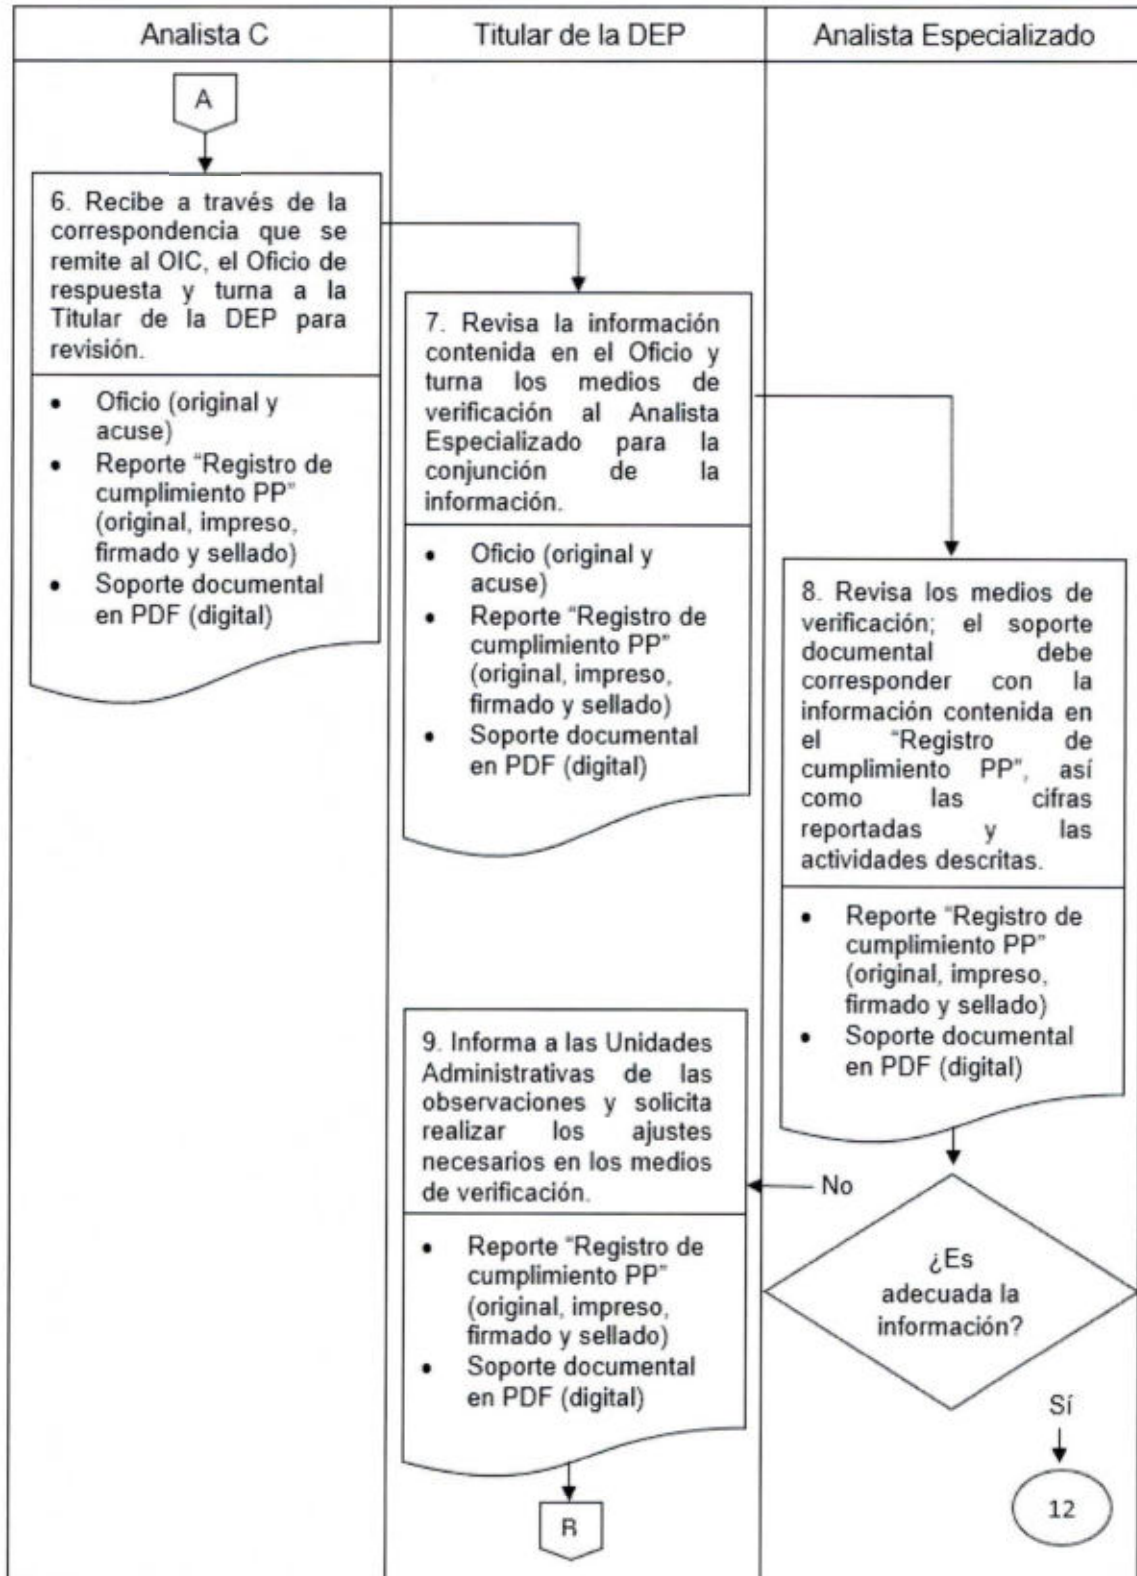 Analista C
Titular de la DEP
Analista Especializado
A
6. Recibe a través de la
correspondencia que se
remite al OIC, el Oficio de
respuesta y turna a la
Titular de la DEP para
revisión.
• Oficio (original y
acuse)
• Reporte “Registro de
cumplimiento PP”
(original, impreso,
firmado y sellado)
• Soporte documental
en PDF (digital)
7. Revisa la información
contenida en el Oficio y
turna los medios de
verificación al Analista
Especializado para la
conjunción de la
información.
• Oficio (original y
acuse)
• Reporte “Registro de
cumplimiento PP”
(original, impreso,
firmado y sellado)
• Soporte documental
en PDF (digital)
8. Revisa los medios de
verificación; el soporte
documental debe
corresponder con la
información contenida en
el “Registro de
cumplimiento PP”, así
como las cifras
reportadas y las
actividades descritas.
• Reporte “Registro de
cumplimiento PP”
(original, impreso,
firmado y sellado)
• Soporte documental
en PDF (digital)
¿Es
adecuada la
información?
No
Sí
12
9. Informa a las Unidades
Administrativas de las
observaciones y solicita
realizar los ajustes
necesarios en los medios
de verificación.
• Reporte “Registro de
cumplimiento PP”
(original, impreso,
firmado y sellado)
• Soporte documental
en PDF (digital)
B